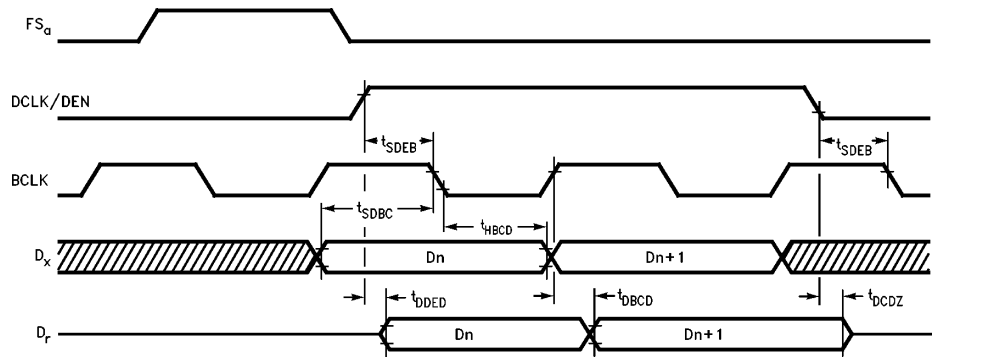 FSa
DCLK/DEN
tSDEB
tSDEB
BCLK
tSDBC
tHBCD
Dx
Dn
Dn+1
tDDED
tDBCD
tDCDZ
Dr
Dn
Dn+1